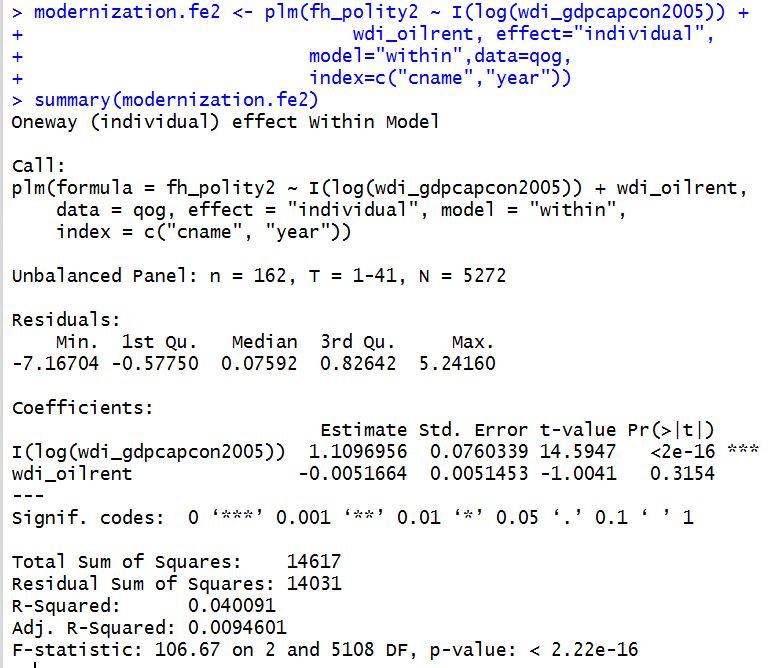 > modernization.fe2 <- plm(fh_polity2 ~ I(log(wdi_gdpcapcon2005)) +
+                            wdi_oilrent, effect="individual",
+                        model="within",data=qog,
+                        index=c("cname","year"))
> summary(modernization.fe2)
Oneway (individual) effect Within Model

Call:
plm(formula = fh_polity2 ~ I(log(wdi_gdpcapcon2005)) + wdi_oilrent,
    data = qog, effect = "individual", model = "within",
    index = c("cname", "year"))

Unbalanced Panel: n = 162, T = 1-41, N = 5272

Residuals:
    Min.  1st Qu.   Median  3rd Qu.     Max.
-7.16704 -0.57750  0.07592  0.82642  5.24160

Coefficients:
                            Estimate Std. Error t-value Pr(>|t|)
I(log(wdi_gdpcapcon2005))  1.1096956  0.0760339 14.5947   <2e-16 ***
wdi_oilrent               -0.0051664  0.0051453 -1.0041   0.3154
---
Signif. codes:  0 ‘***’ 0.001 ‘**’ 0.01 ‘*’ 0.05 ‘.’ 0.1 ‘ ’ 1

Total Sum of Squares:    14617
Residual Sum of Squares: 14031
R-Squared:      0.040091
Adj. R-Squared: 0.0094601
F-statistic: 106.67 on 2 and 5108 DF, p-value: < 2.22e-16